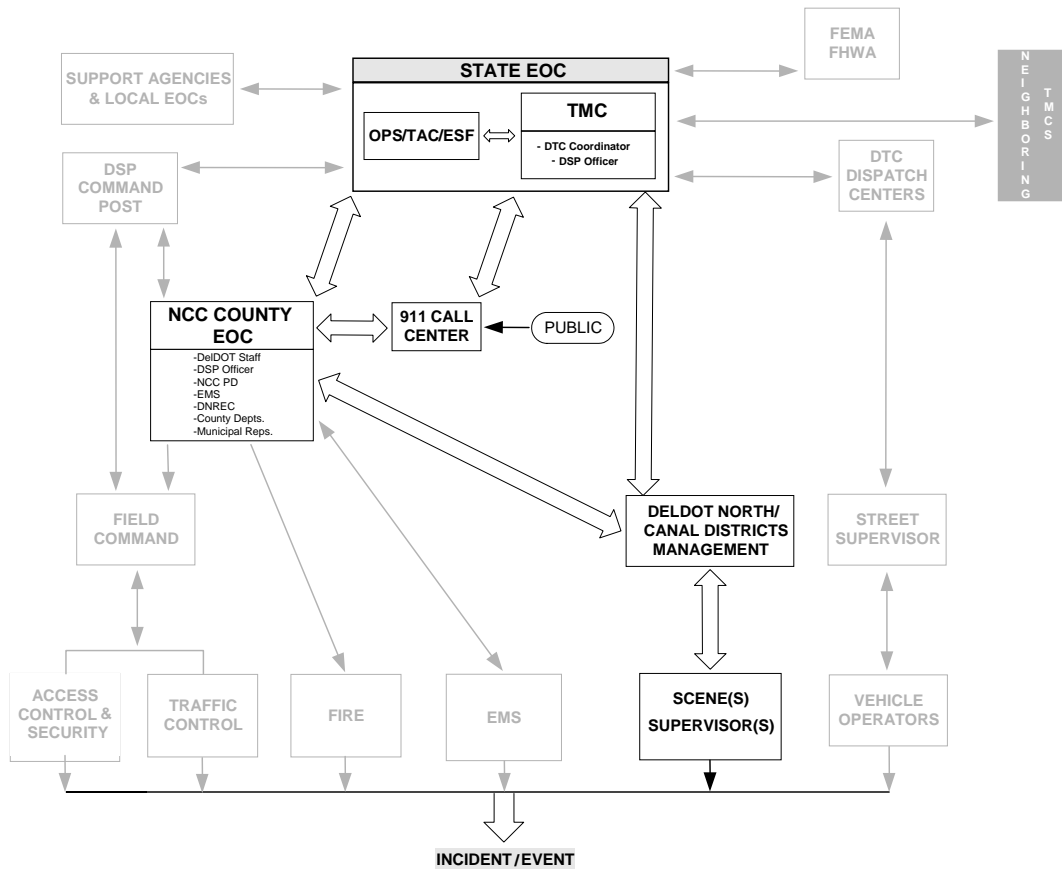 FEMA
FHWA
NEIGHBORING
TMCS
STATE EOC
SUPPORT AGENCIES
& LOCAL EOCs
OPS/TAC/ESF
TMC
- DTC Coordinator
- DSP Officer
DSP
COMMAND
POST
DTC
DISPATCH
CENTERS
NCC COUNTY
EOC
-DelDOT Staff
-DSP Officer
-NCC PD
-EMS
-DNREC
-County Depts.
-Municipal Reps.
911 CALL
CENTER
PUBLIC
FIELD
COMMAND
DELDOT NORTH/
CANAL DISTRICTS
MANAGEMENT
STREET
SUPERVISOR
ACCESS
CONTROL &
SECURITY
TRAFFIC
CONTROL
FIRE
EMS
SCENE(S)
SUPERVISOR(S)
VEHICLE
OPERATORS
INCIDENT/EVENT